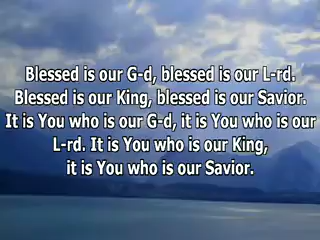 Blessed is our G-d, blessed is our L-rd.
Blessed is our King, blessed is our Savior.
It is You who is our G-d, it is You who is our
L-rd. It is You who is our King,
it is You who is our Savior.